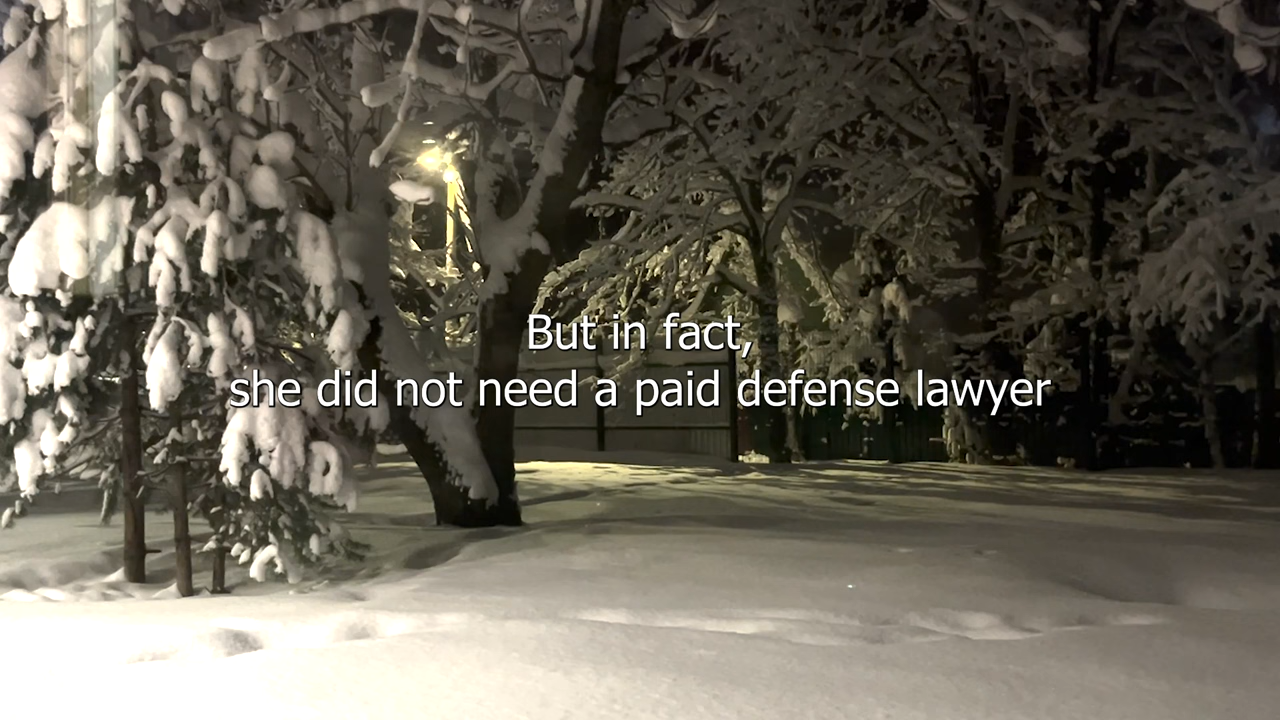 But in fact,
she did not need a paid defense lawyer